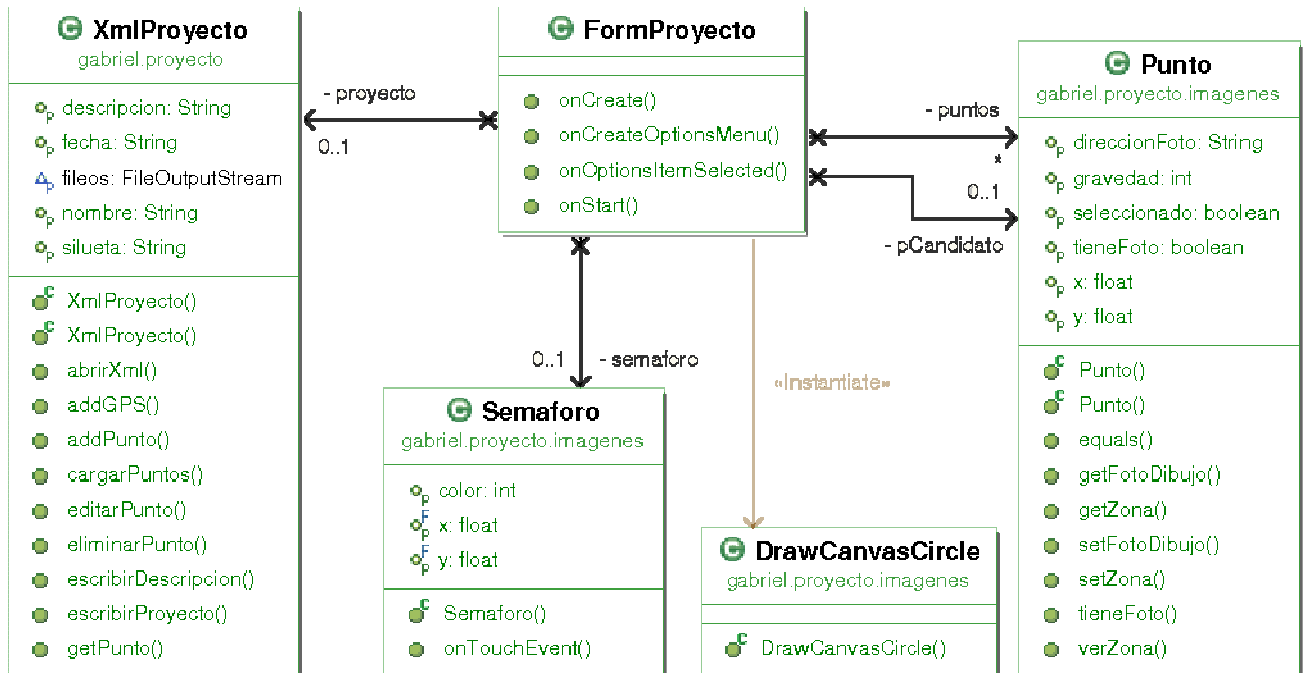 XmlProyecto
gabriel.proyecto
descripcion: String
fecha: String
fileos: FileOutputStream
nombre: String
silueta: String
XmlProyecto()
XmlProyecto()
abrirXml()
addGPS()
addPunto()
cargarPuntos()
editarPunto()
eliminarPunto()
escribirDescripcion()
escribirProyecto()
getPunto()
- proyecto
0..1
FormProyecto
onCreate()
onCreateOptionsMenu()
onOptionsItemSelected()
onStart()
- puntos
*
0..1
- pCandidato
0..1 - semaforo
«Instantiate»
Semaforo
gabriel.proyecto.imagenes
color: int
x: float
y: float
Semaforo()
onTouchEvent()
DrawCanvasCircle
gabriel.proyecto.imagenes
DrawCanvasCircle()
Punto
gabriel.proyecto.imagenes
direccionFoto: String
gravedad: int
seleccionado: boolean
tieneFoto: boolean
x: float
y: float
Punto()
Punto()
equals()
getFotoDibujo()
getZona()
setFotoDibujo()
setZona()
tieneFoto()
verZona()